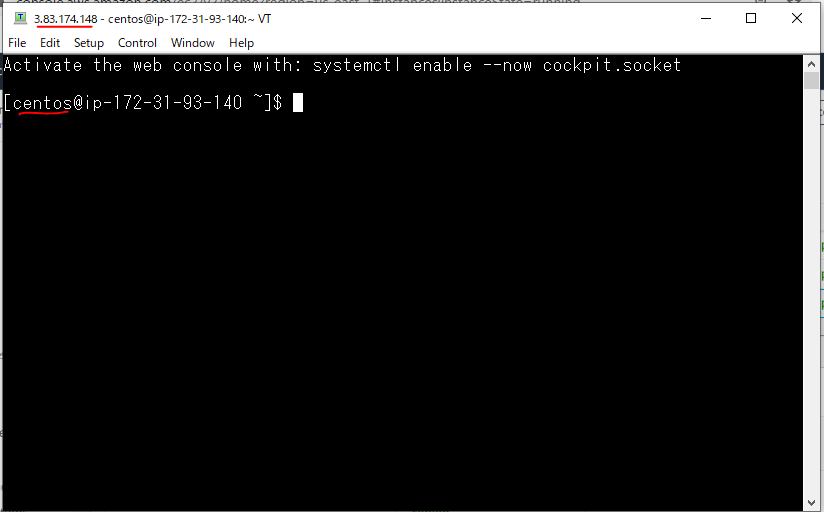 3.83.174.148 - centos@ip-172-31-93-140:~ VT
File Edit Setup Control Window Help
Activate the web console with: systemctl enable --now cockpit.socket
[centos@ip-172-31-93-140 ~]$